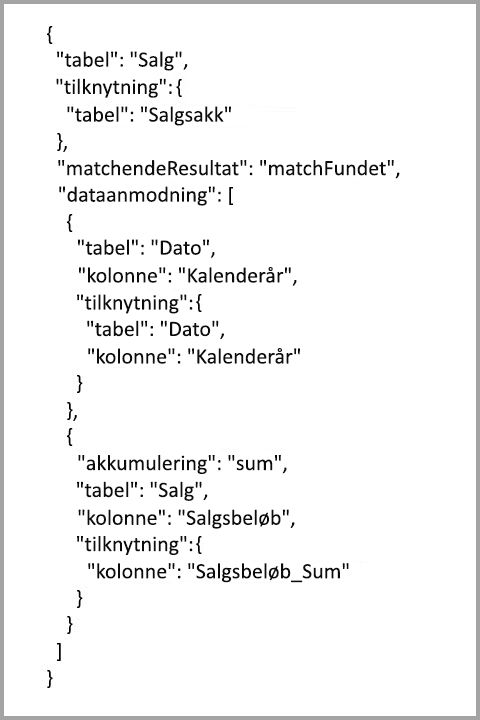 {
"tabel": "Salg",
"tilknytning":{
"tabel": "Salgsakk"
},
"matchendeResultat": "matchFundet",
"dataanmodning": [
{
"tabel": "Dato",
"kolonne": "Kalenderår",
"tilknytning":{
"tabel": "Dato",
"kolonne": "Kalenderår"
}
},
{
"akkumulering": "sum",
"tabel": "Salg",
"kolonne": "Salgsbeløb",
"tilknytning":{
"kolonne": "Salgsbeløb_Sum"
}
}
]
}